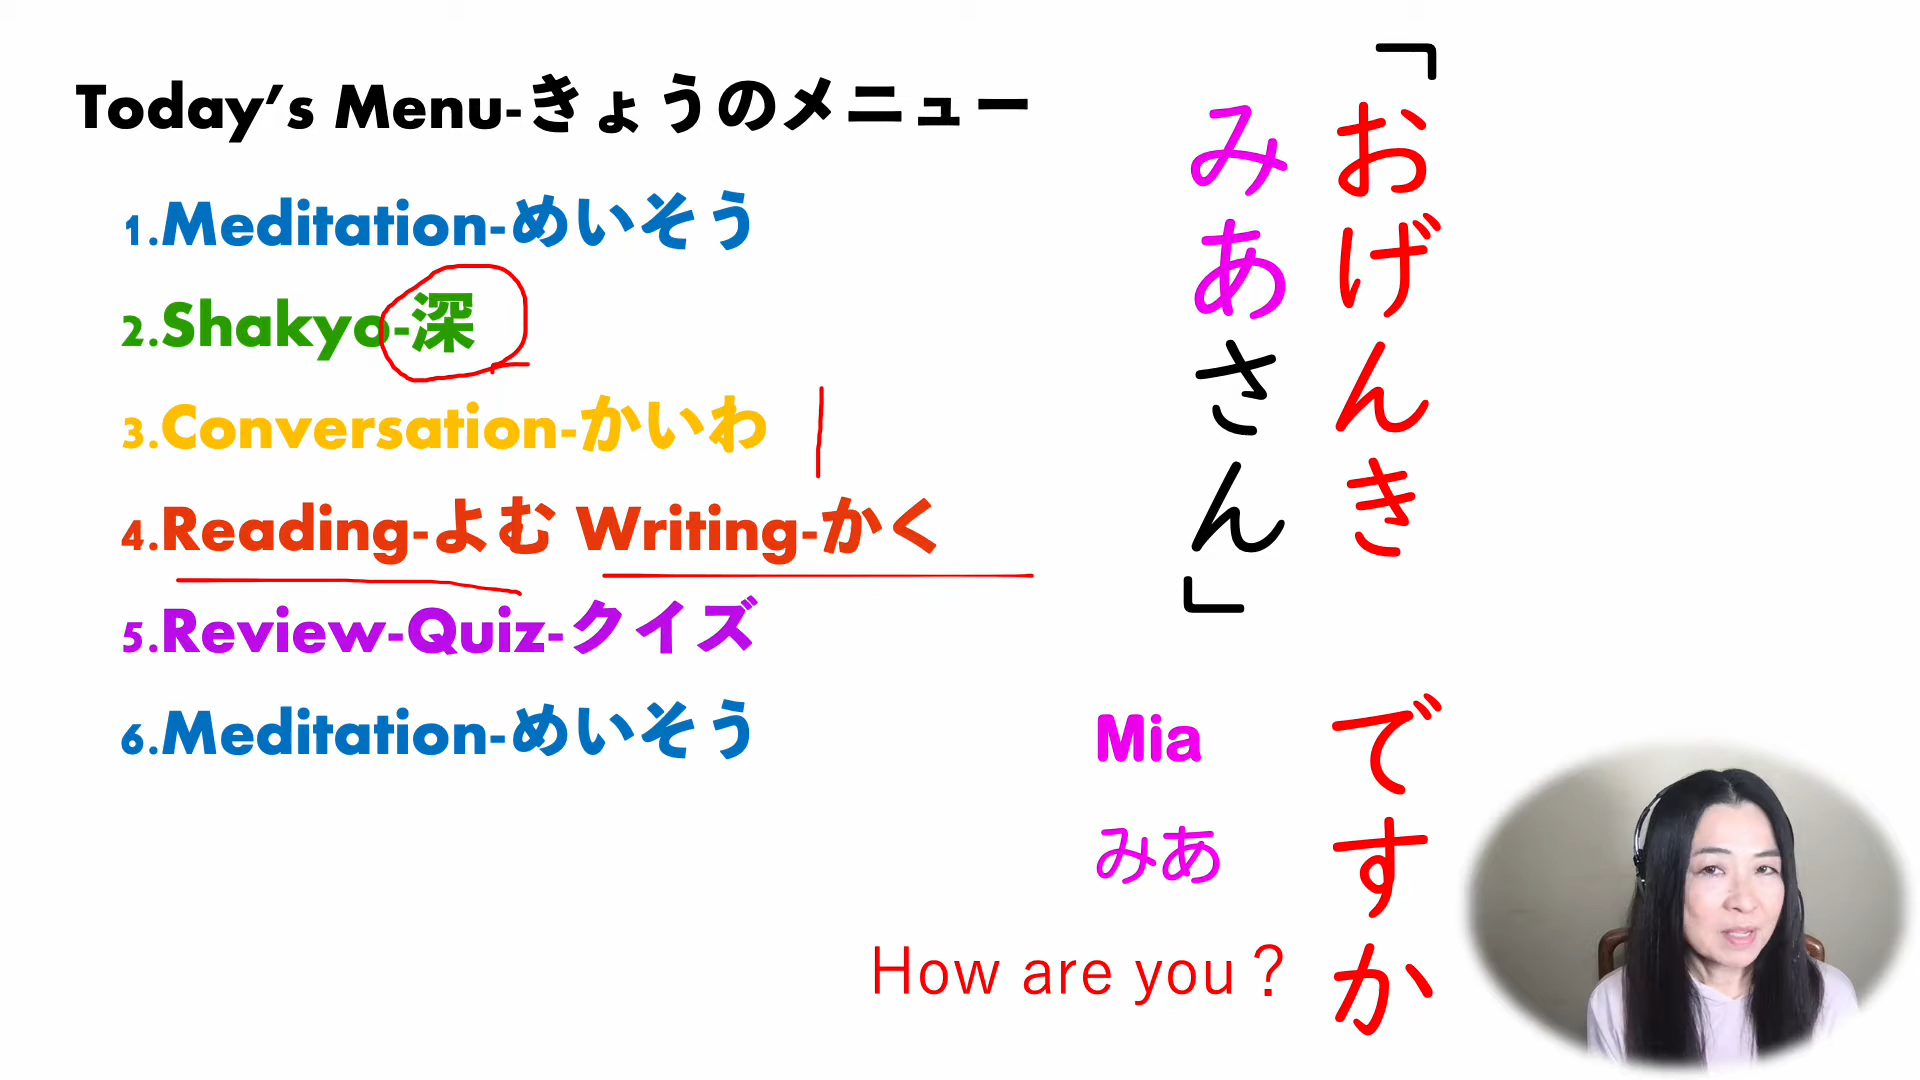 Today's Menu-きょうのメニュー
1.Meditation-めいそう
2.Shakyo-深
3.Conversation-かいわ
4.Reading-よむ Writing-かく
5.Review-Quiz-クイズ
6.Meditation-めいそう
「おげんきですか
みあさん」
Mia
みあ
How are you？